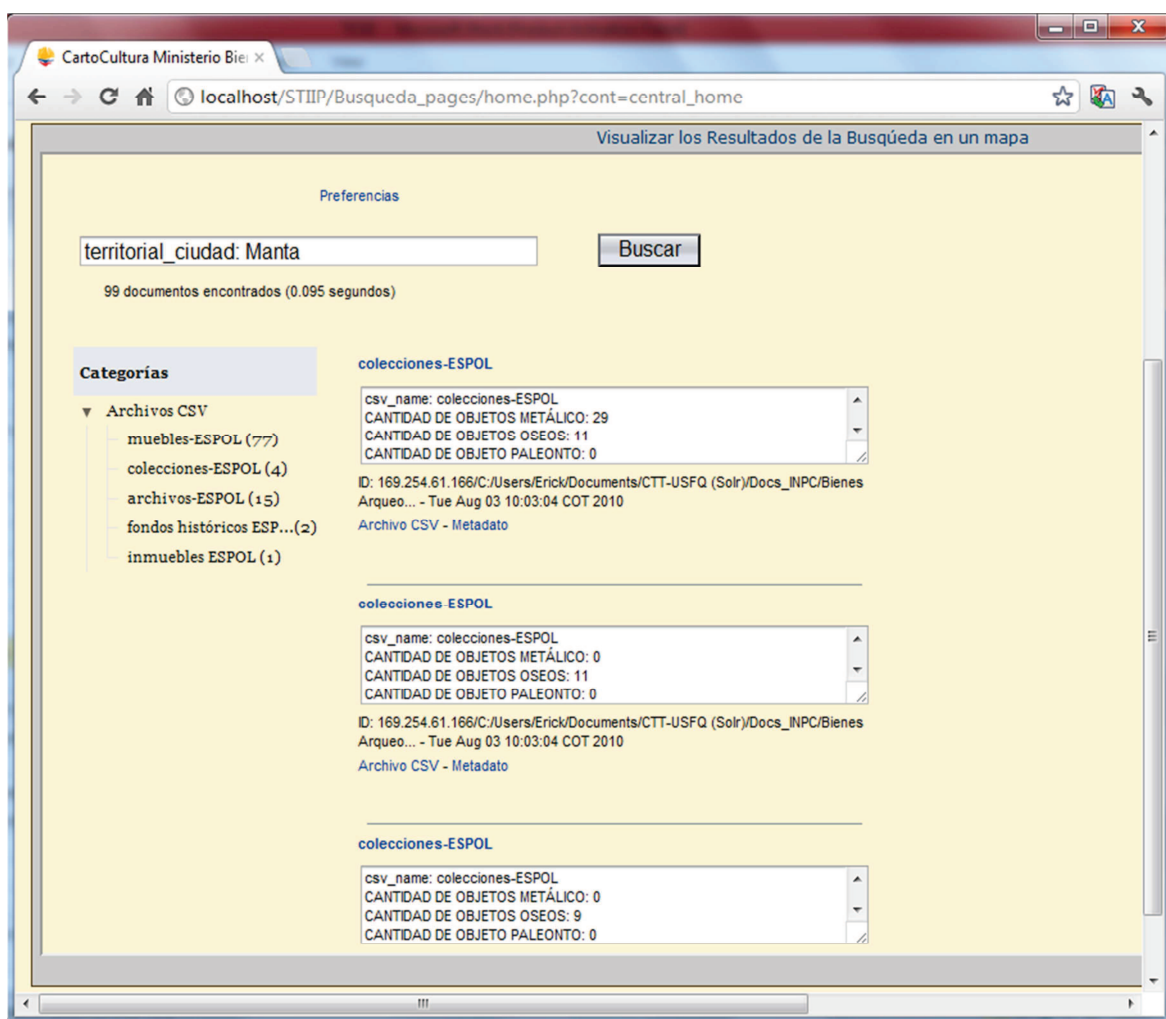 CartoCultura Ministerio Bie
localhost/STIIP/Busqueda_pages/home.php?cont=central_home
Visualizar los Resultados de la Busqúeda en un mapa
Preferencias
territorial_ciudad: Manta
Buscar
99 documentos encontrados (0.095 segundos)
Categorías
Archivos CSV
muebles-ESPOL (77)
colecciones-ESPOL (4)
archivos-ESPOL (15)
fondos históricos ESP...(2)
inmuebles ESPOL (1)
colecciones-ESPOL
csv_name: colecciones-ESPOL
CANTIDAD DE OBJETOS METÁLICO: 29
CANTIDAD DE OBJETOS OSEOS: 11
CANTIDAD DE OBJETO PALEONTO: 0
ID: 169.254.61.166/C:/Users/Erick/Documents/CTT-USFQ (Solr)/Docs_INPC/Bienes
Arqueo... - Tue Aug 03 10:03:04 COT 2010
Archivo CSV - Metadato
colecciones-ESPOL
csv_name: colecciones-ESPOL
CANTIDAD DE OBJETOS METÁLICO: 0
CANTIDAD DE OBJETOS OSEOS: 11
CANTIDAD DE OBJETO PALEONTO: 0
ID: 169.254.61.166/C:/Users/Erick/Documents/CTT-USFQ (Solr)/Docs_INPC/Bienes
Arqueo... - Tue Aug 03 10:03:04 COT 2010
Archivo CSV - Metadato
colecciones-ESPOL
csv_name: colecciones-ESPOL
CANTIDAD DE OBJETOS METÁLICO: 0
CANTIDAD DE OBJETOS OSEOS: 9
CANTIDAD DE OBJETO PALEONTO: 0